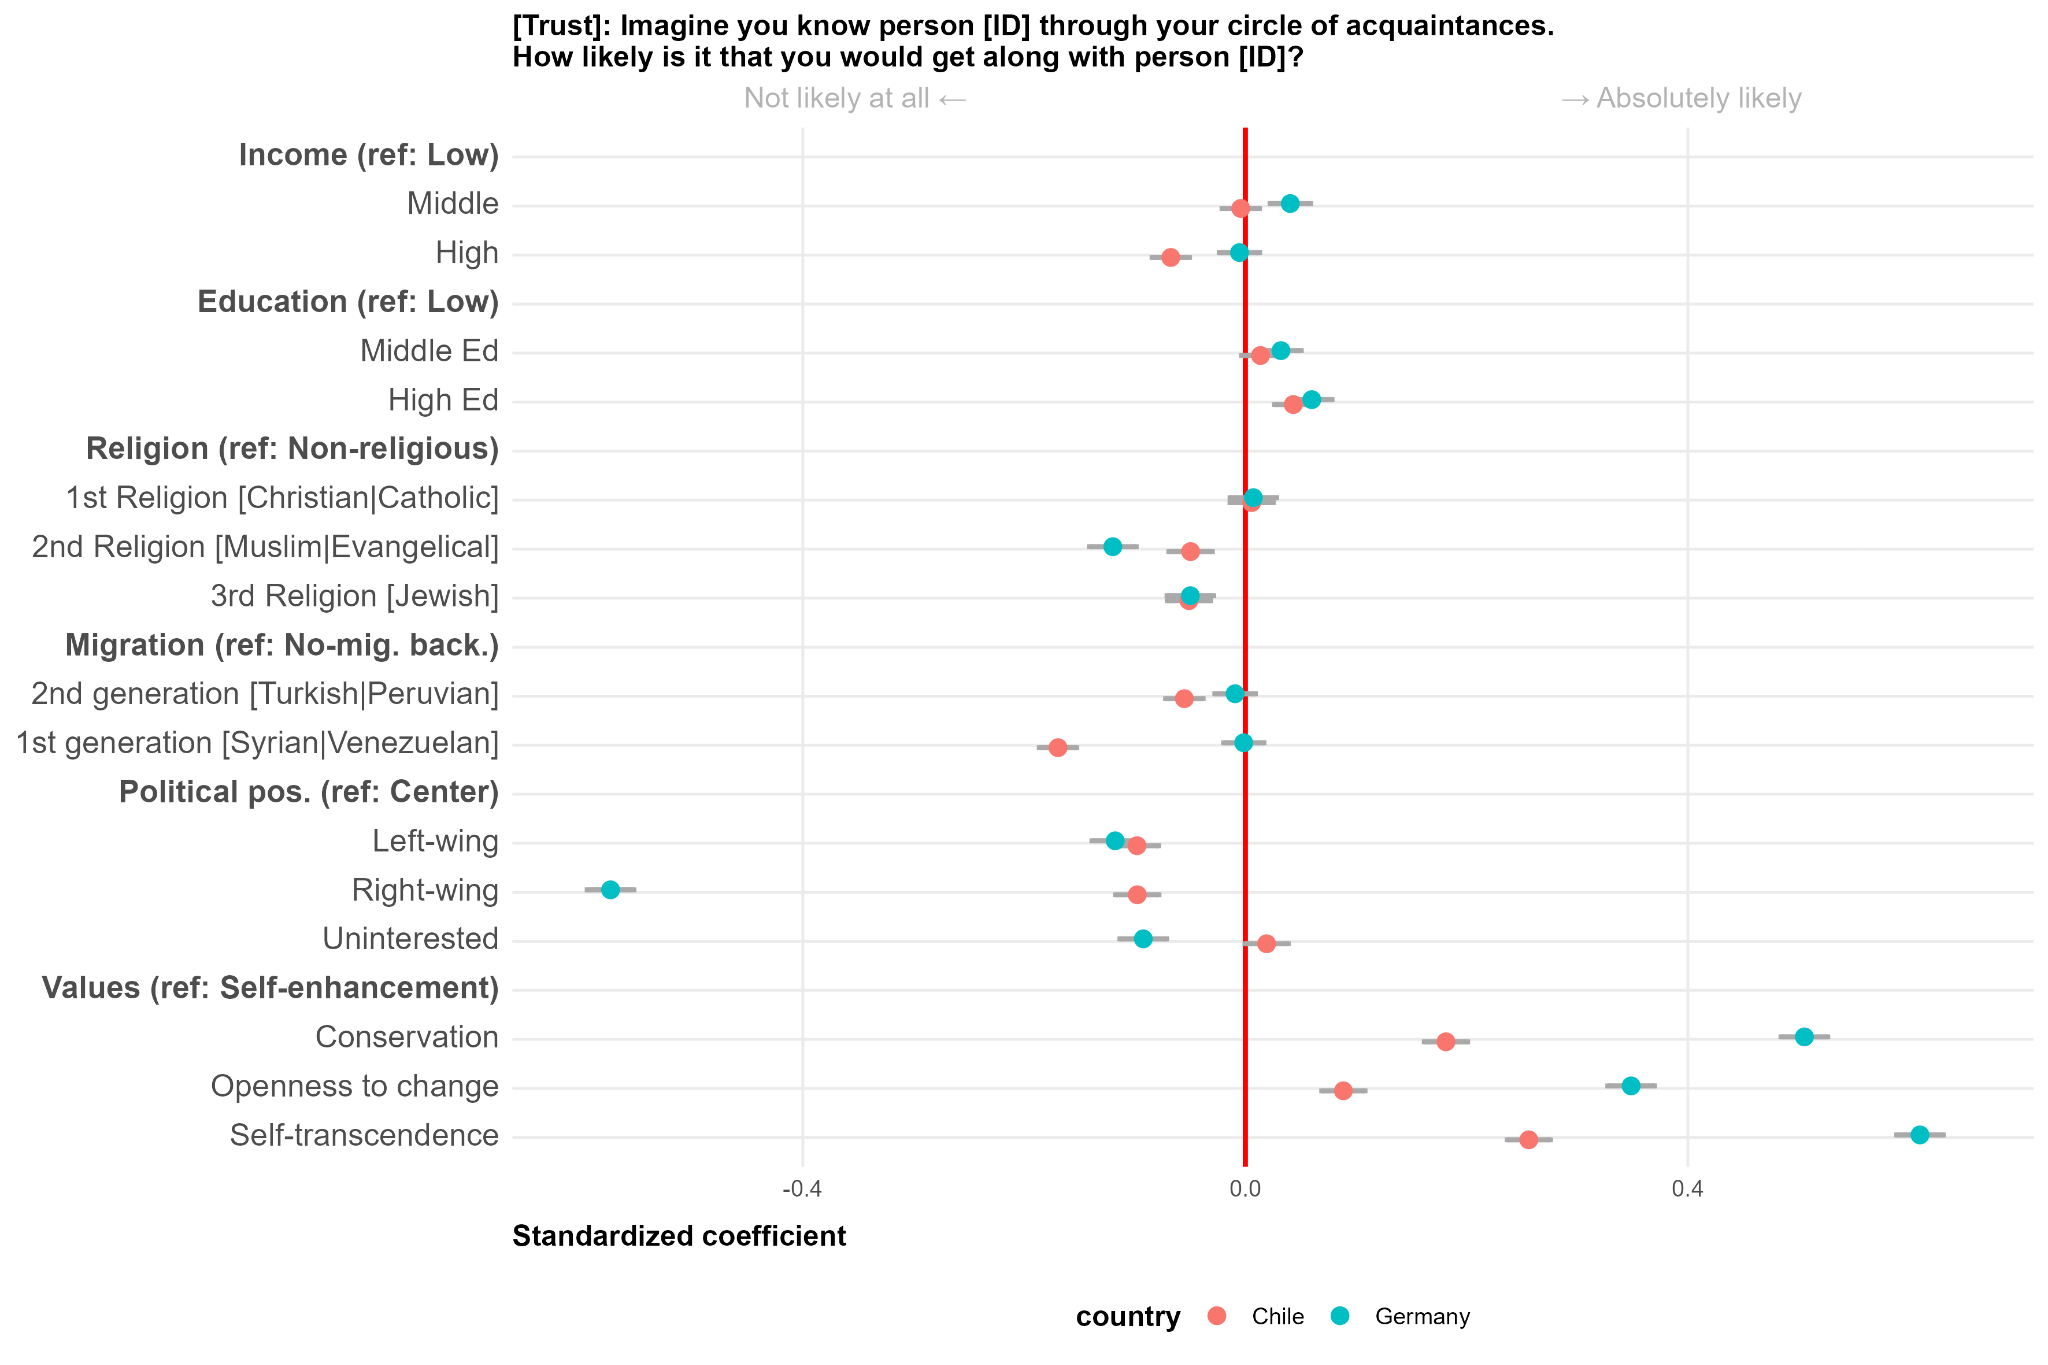 [Trust]: Imagine you know person [ID] through your circle of acquaintances.
How likely is it that you would get along with person [ID]?
Not likely at all ←
→ Absolutely likely
Income (ref: Low)
Middle
High
Education (ref: Low)
Middle Ed
High Ed
Religion (ref: Non-religious)
1st Religion [Christian|Catholic]
2nd Religion [Muslim|Evangelical]
3rd Religion [Jewish]
Migration (ref: No-mig. back.)
2nd generation [Turkish|Peruvian]
1st generation [Syrian|Venezuelan]
Political pos. (ref: Center)
Left-wing
Right-wing
Uninterested
Values (ref: Self-enhancement)
Conservation
Openness to change
Self-transcendence
-0.4
0.0
0.4
Standardized coefficient
country Chile Germany